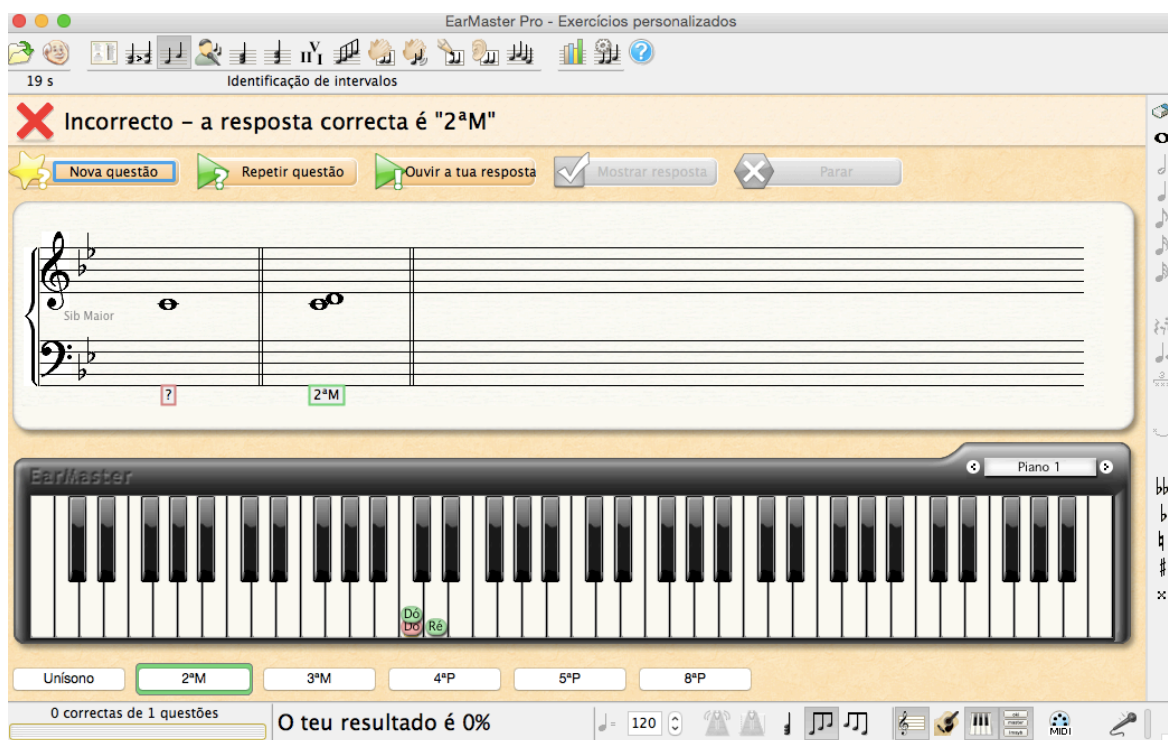 EarMaster Pro - Exercícios personalizados
19 s
Identificação de intervalos
Incorrecto – a resposta correcta é "2ªM"
Nova questão
Repetir questão
Ouvir a tua resposta
Mostrar resposta
Parar
Sib Maior
?
2ªM
EarMaster
Piano 1
Dó
Dó Ré
Uníssono
2ªM
3ªM
4ªP
5ªP
8ªP
0 correctas de 1 questões
O teu resultado é 0%
= 120
MIDI